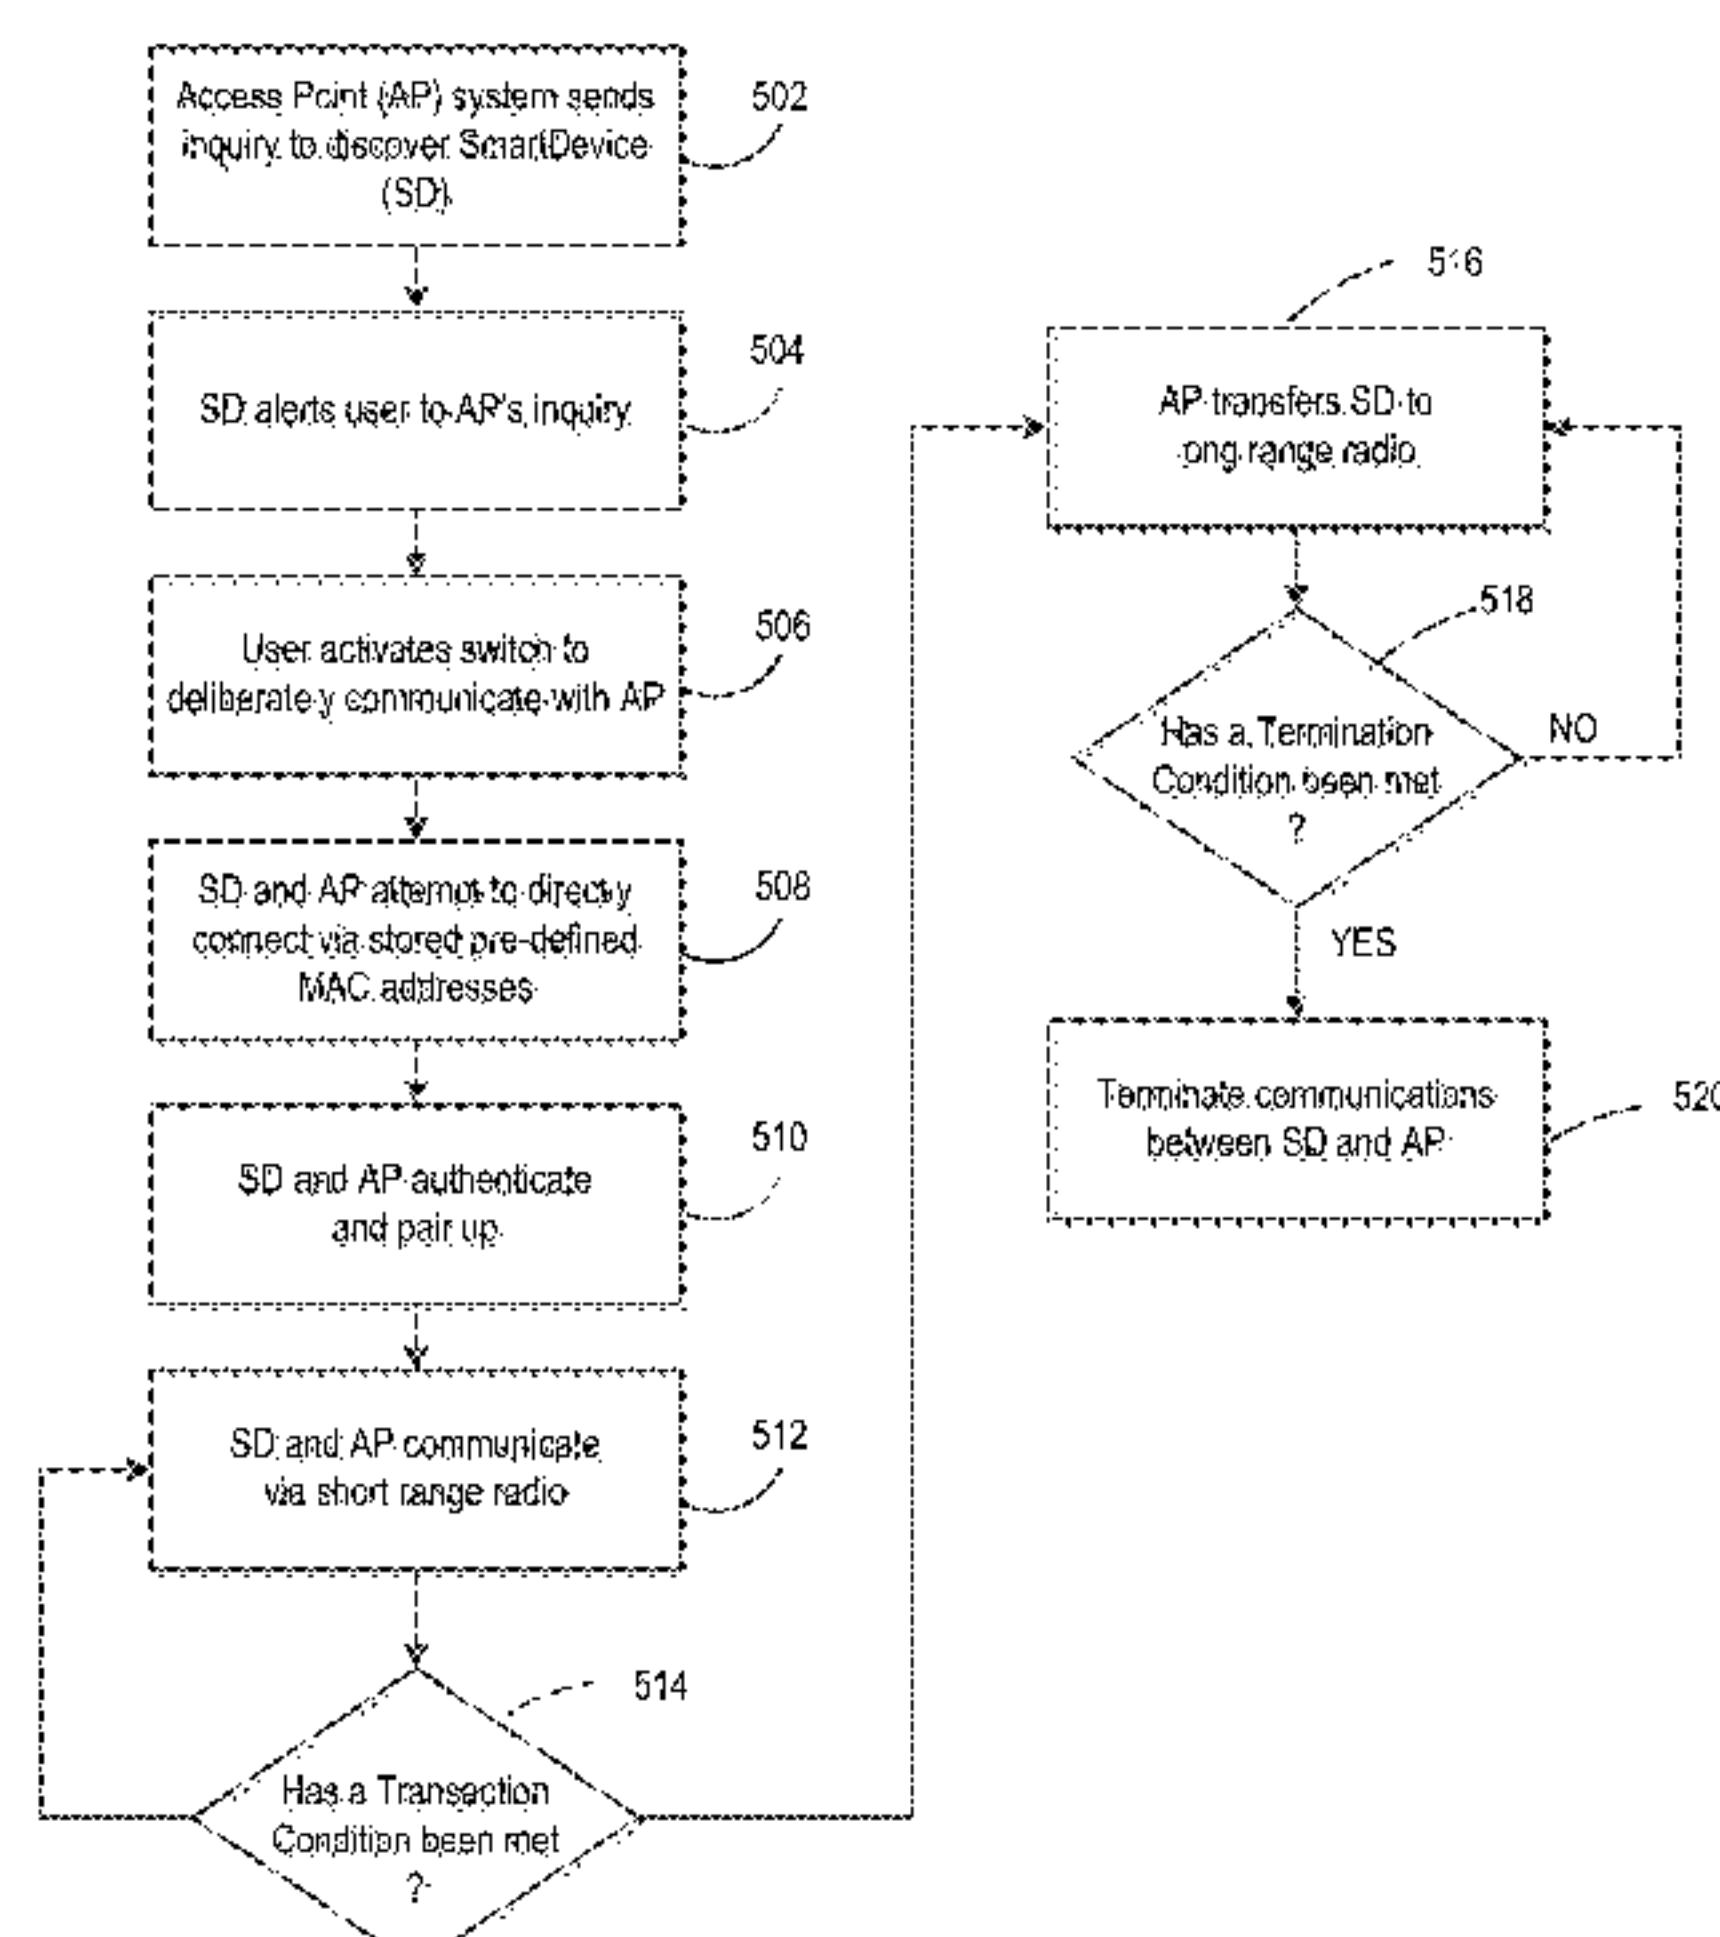 Access Point (AP) system sends
inquiry to discover SmartDevice
(SD)
502
SD alerts user to AP's inquiry
504
User activates switch to
deliberately communicate with AP
506
SD and AP attempt to directly
connect via stored pre-defined
MAC addresses
508
SD and AP authenticate
and pair up
510
SD and AP communicate
via short range radio
512
Has a Transaction
Condition been met
?
514
516
AP transfers SD to
long range radio
518
Has a Termination
Condition been met
?
NO
YES
Terminate communications
between SD and AP
520